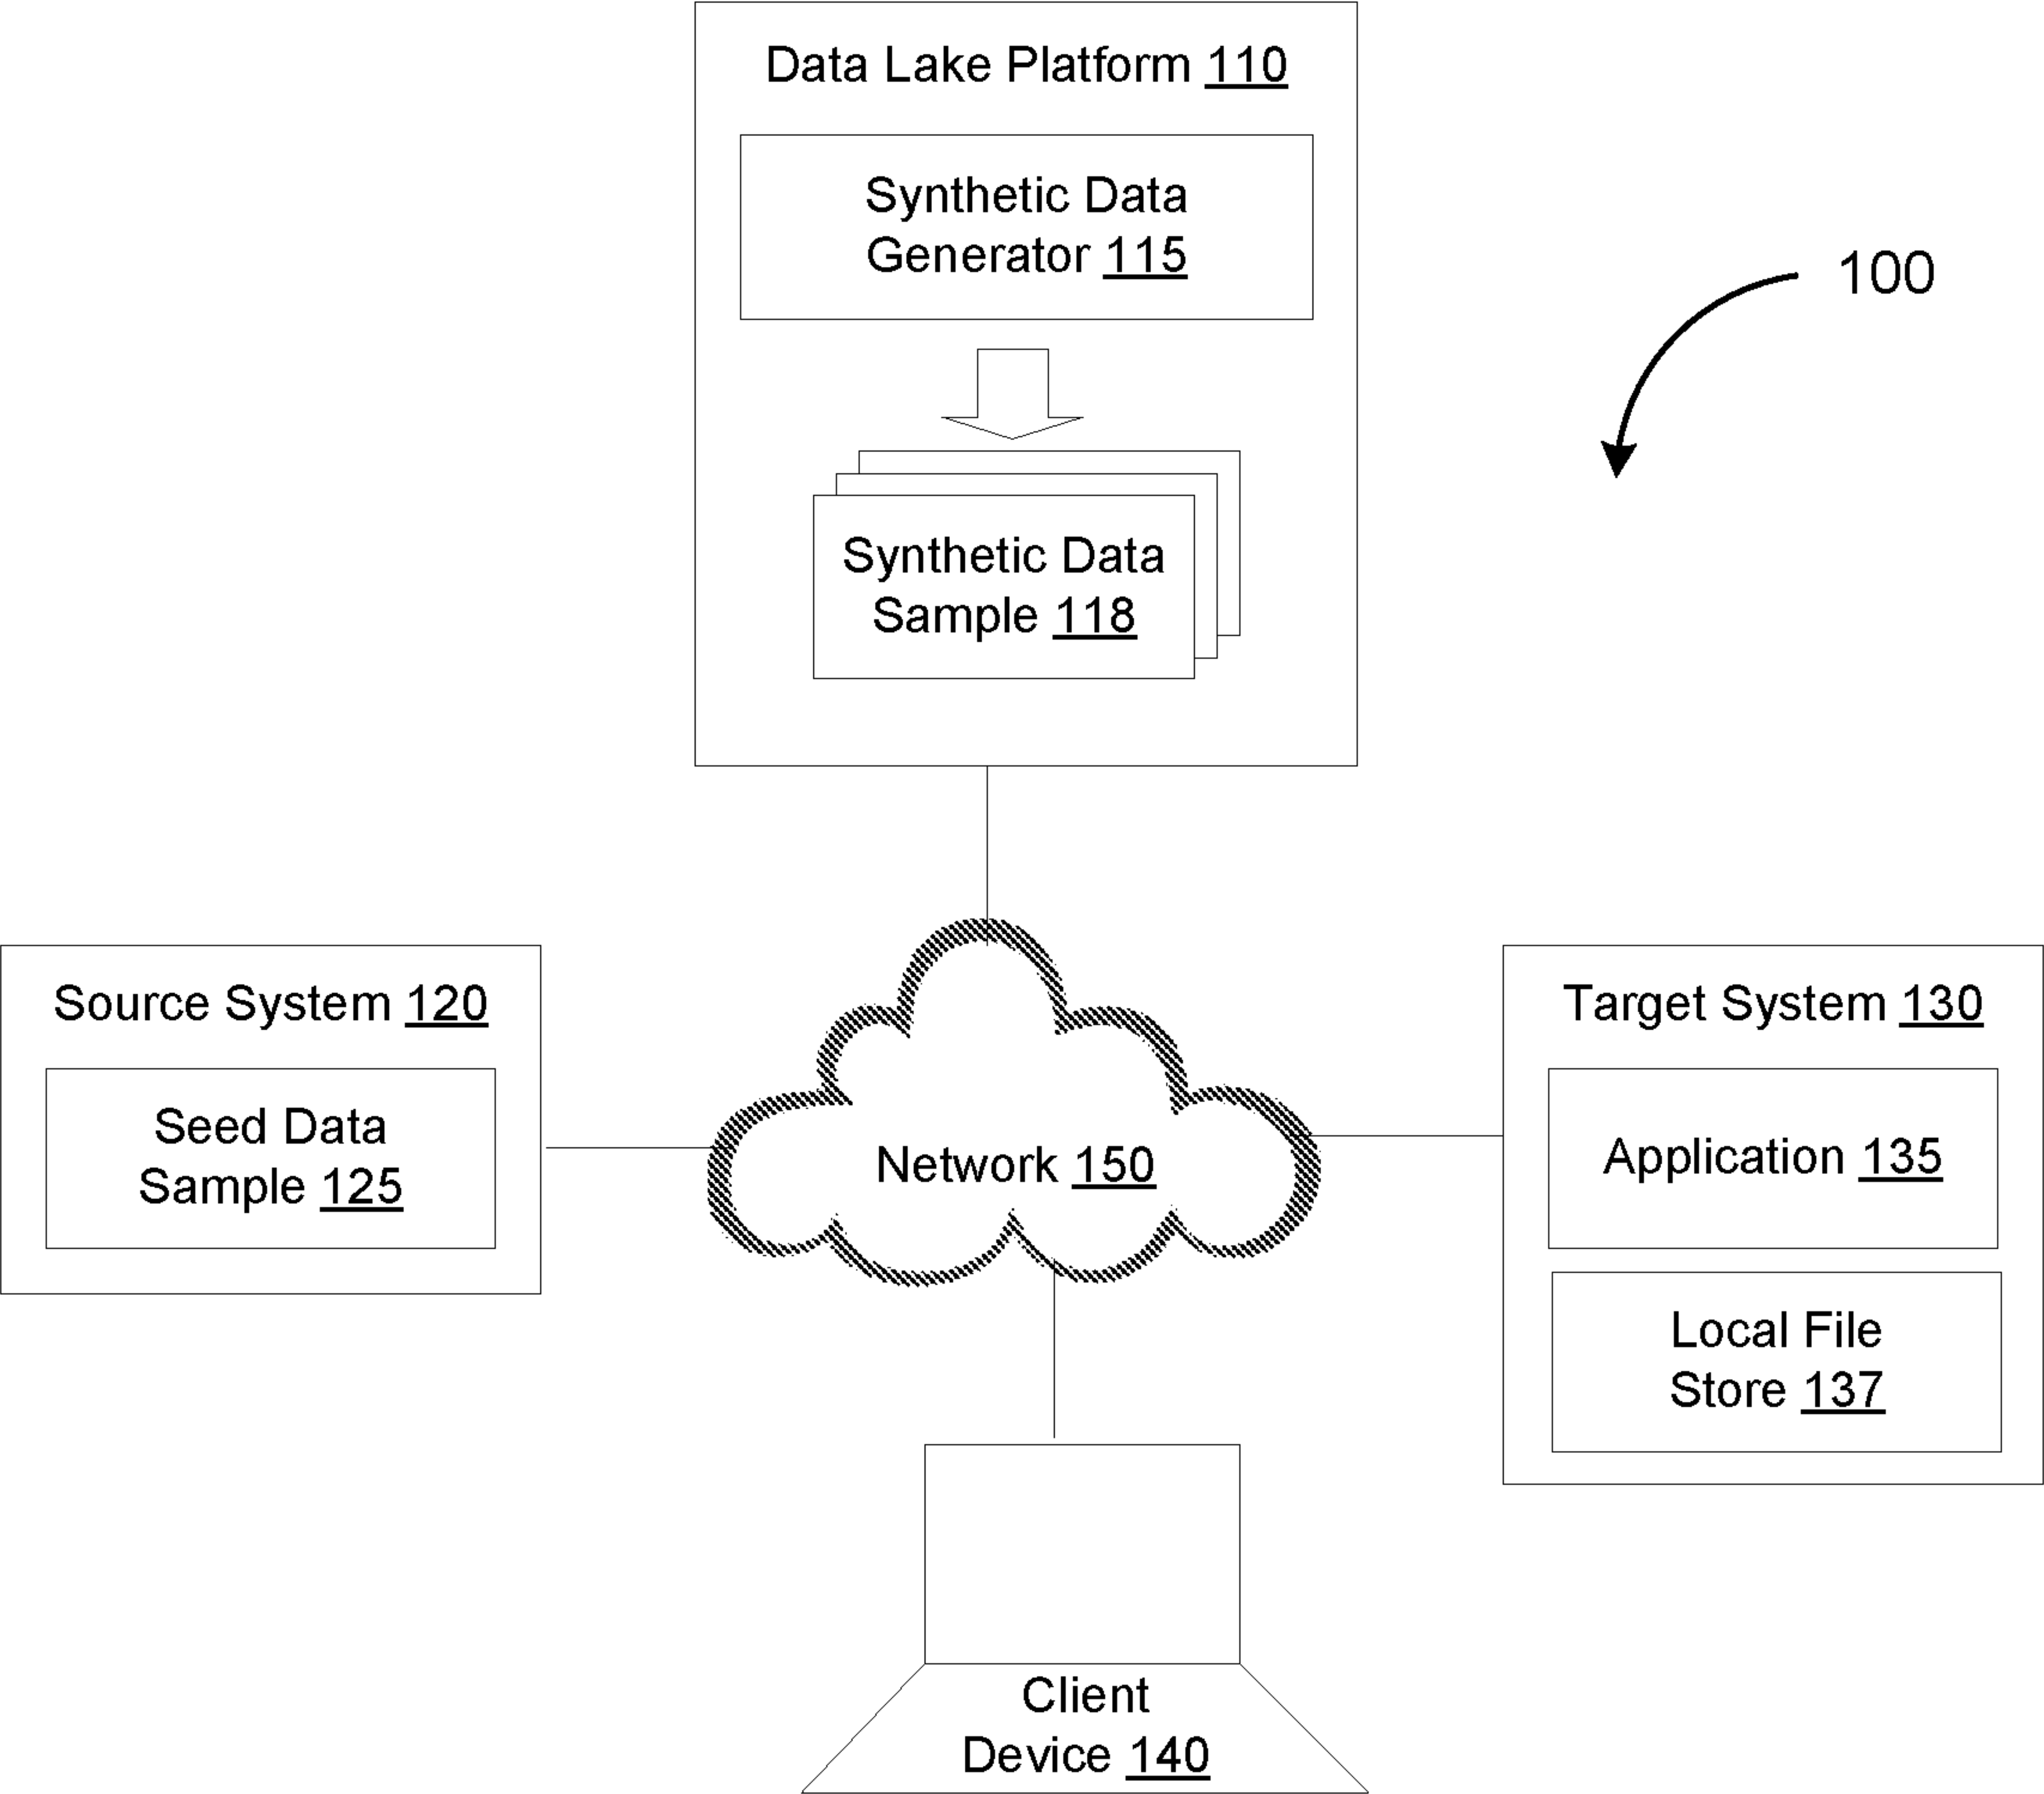 Data Lake Platform 110
Synthetic Data
Generator 115
100
Synthetic Data
Sample 118
Source System 120
Seed Data
Sample 125
Network 150
Target System 130
Application 135
Local File
Store 137
Client
Device 140